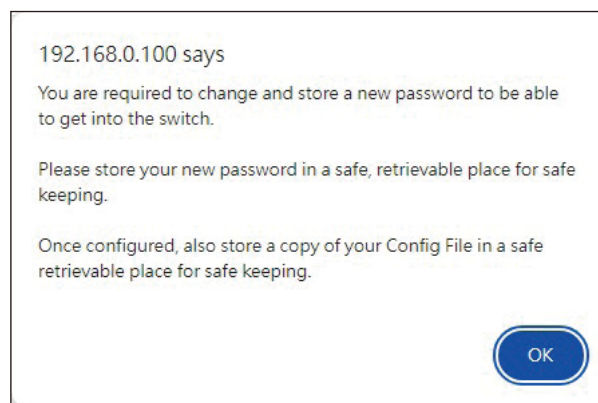 192.168.0.100 says
You are required to change and store a new password to be able
to get into the switch.
Please store your new password in a safe, retrievable place for safe
keeping.
Once configured, also store a copy of your Config File in a safe
retrievable place for safe keeping.
OK